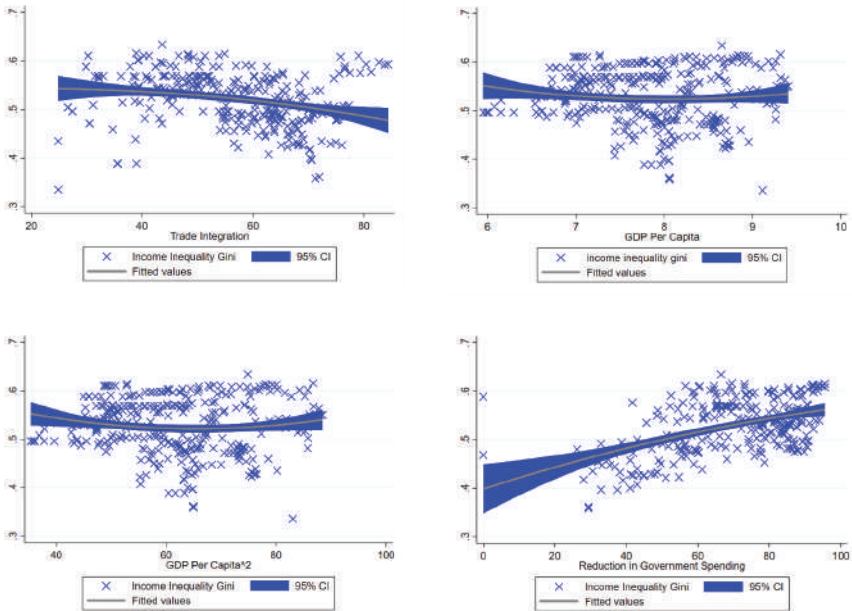 .7
.6
.5
.4
.3
20
40
60
80
Trade Integration
Income Inequality Gini
95% CI
Fitted values
.7
.6
.5
.4
.3
6
7
8
9
10
GDP Per Capita
Income inequality gini
95% CI
Fitted values
.7
.6
.5
.4
.3
40
60
80
100
GDP Per Capita^2
Income Inequality Gini
95% CI
Fitted values
.7
.6
.5
.4
.3
0
20
40
60
80
100
Reduction in Government Spending
Income Inequality Gini
95% CI
Fitted values